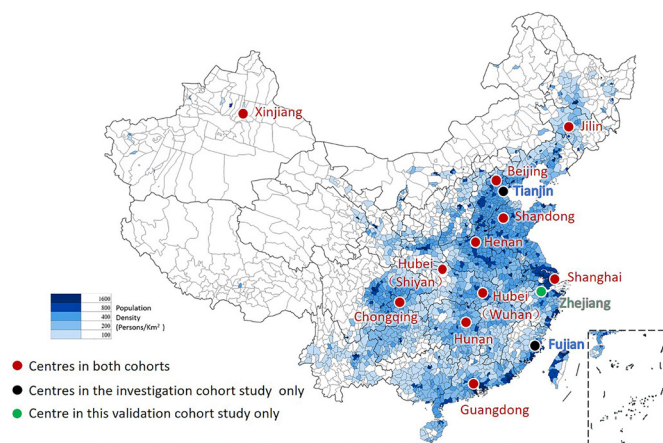 Xinjiang
Jilin
Beijing
Tianjin
Shandong
Henan
Hubei
（Shiyan）
Shanghai
Hubei
（Wuhan）
Zhejiang
Chongqing
Hunan
Fujian
Guangdong
1600
800
400
200
100
Population
Density
(Persons/Km²)
Centres in both cohorts
Centres in the investigation cohort study only
Centre in this validation cohort study only